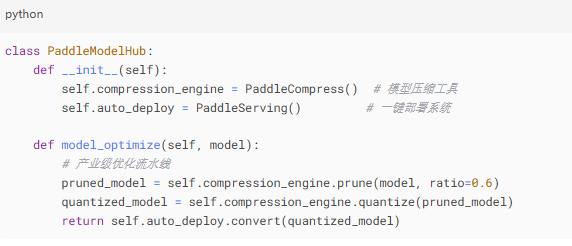 python
class PaddleModelHub:
    def __init__(self):
        self.compression_engine = PaddleCompress()  # 模型压缩工具
        self.auto_deploy = PaddleServing()          # 一键部署系统
    def model_optimize(self, model):
        # 产业级优化流水线
        pruned_model = self.compression_engine.prune(model, ratio=0.6)
        quantized_model = self.compression_engine.quantize(pruned_model)
        return self.auto_deploy.convert(quantized_model)